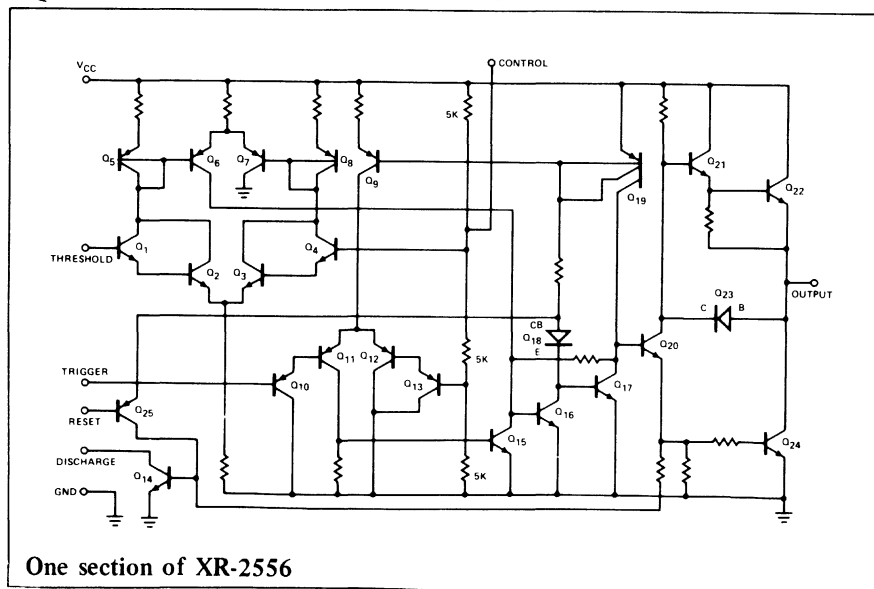 CONTROL
VCC
5K
Q5
Q6
Q7
Q8
Q9
Q19
Q21
Q22
THRESHOLD
Q1
Q2
Q3
Q4
OUTPUT
Q23
C
B
CB
Q18
E
Q20
5K
TRIGGER
Q10
Q11
Q12
Q13
Q17
Q16
RESET
Q25
Q15
Q24
DISCHARGE
Q14
5K
GND
One section of XR-2556